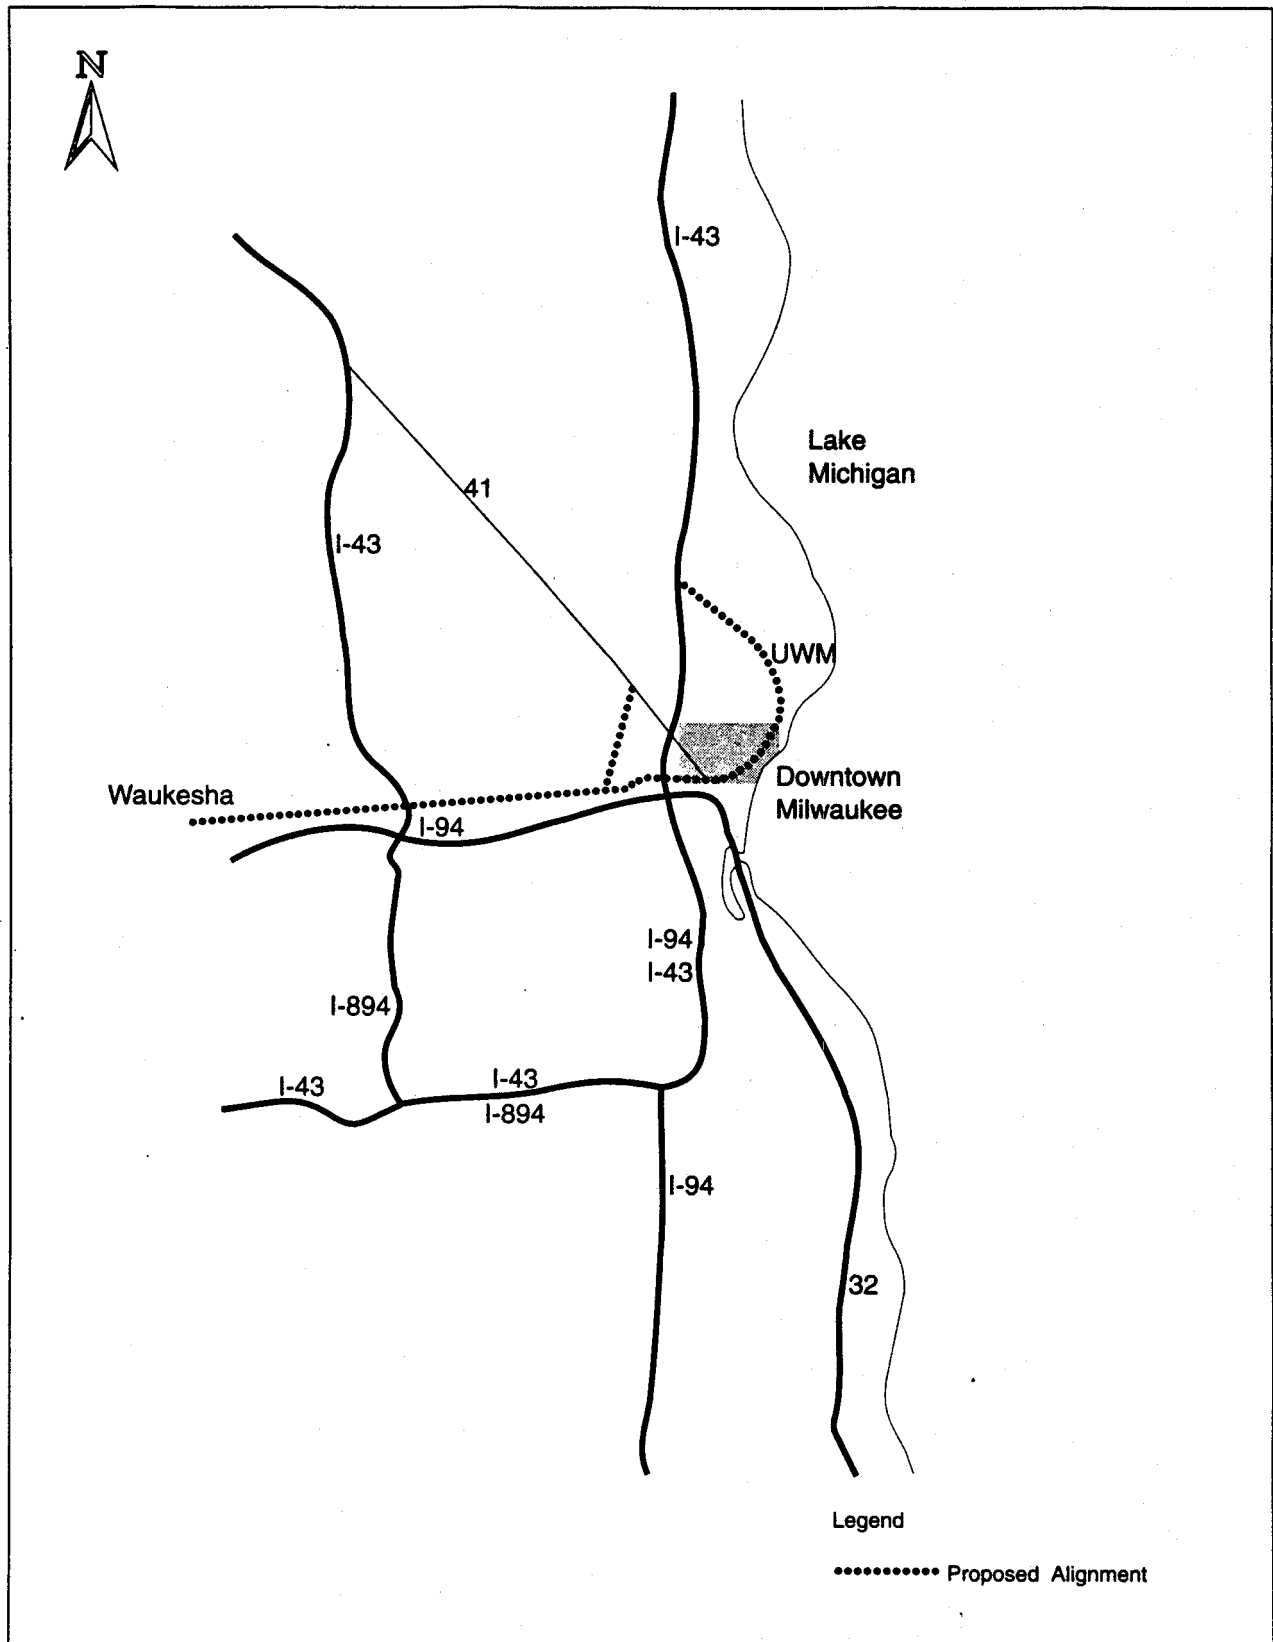 N
I-43
Lake
Michigan
41
I-43
UWM
Downtown
Milwaukee
Waukesha
I-94
I-94
I-43
I-894
I-43
I-43
I-894
I-94
32
Legend
Proposed Alignment